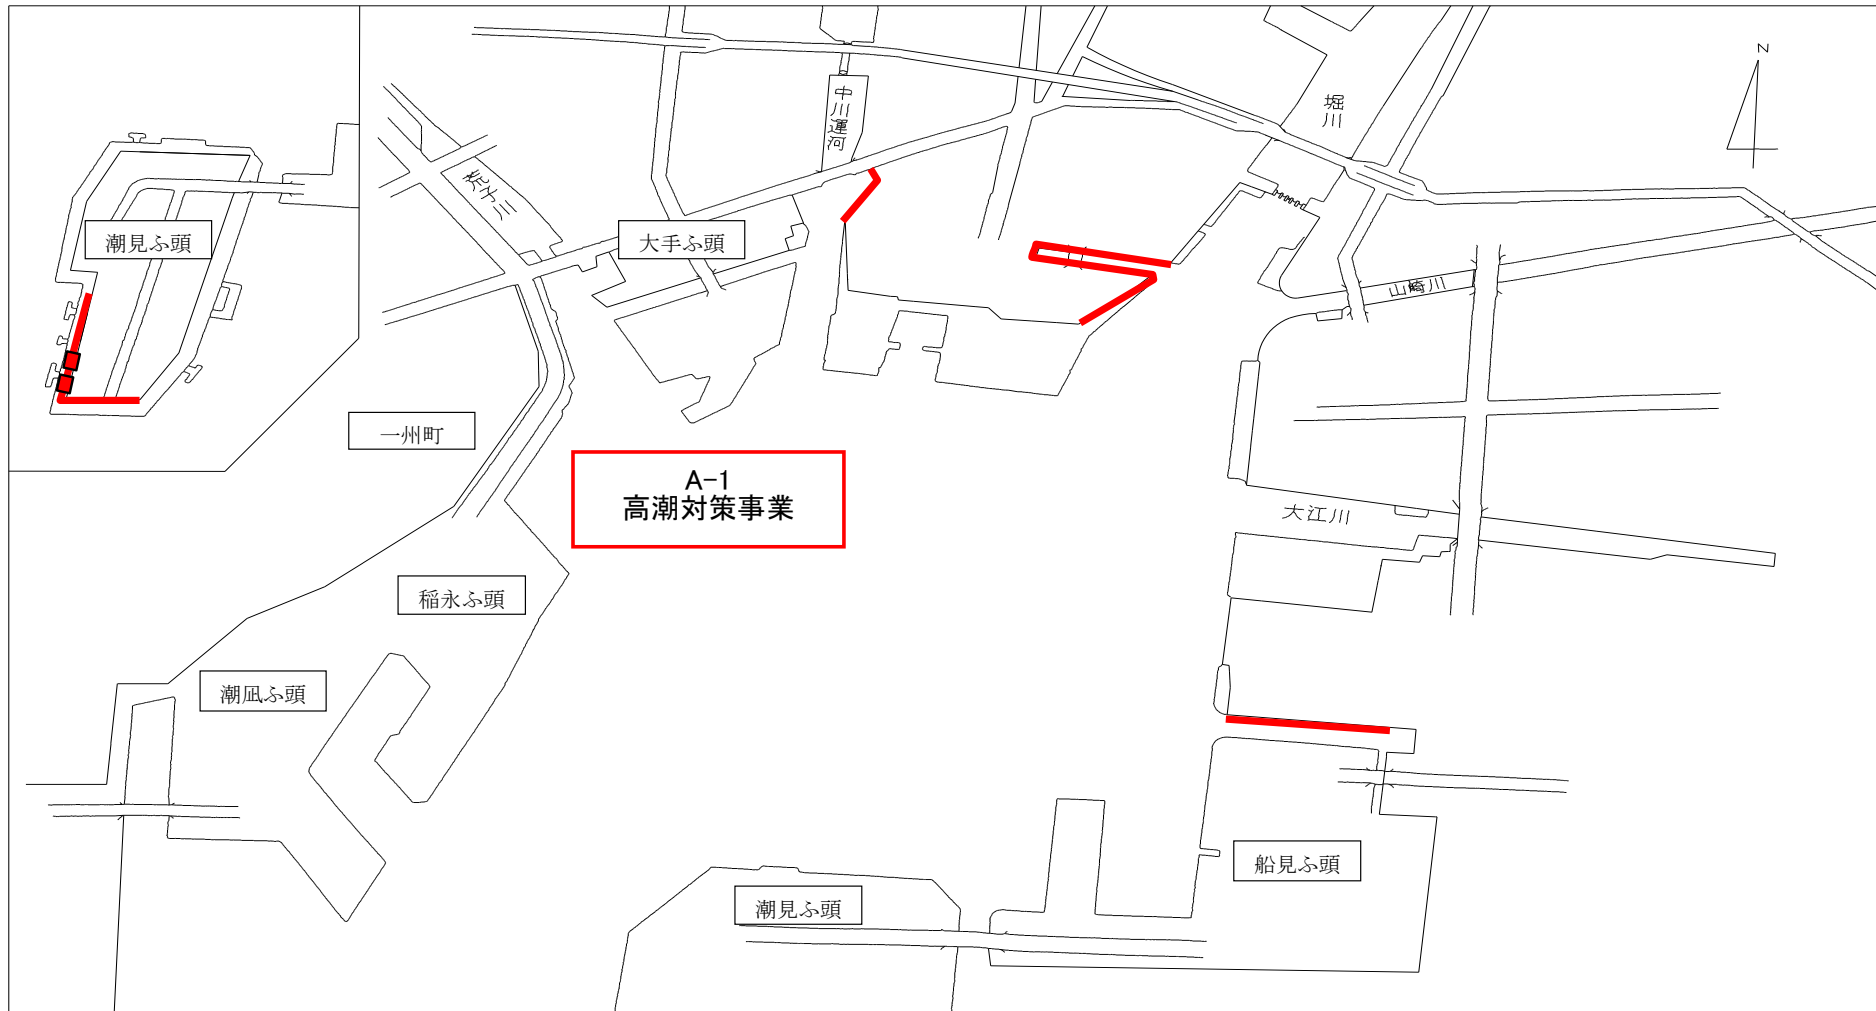 N
中川運河
堀川
荒子川
潮見ふ頭
大手ふ頭
山崎川
一州町
A-1
高潮対策事業
大江川
稲永ふ頭
潮凪ふ頭
船見ふ頭
潮見ふ頭